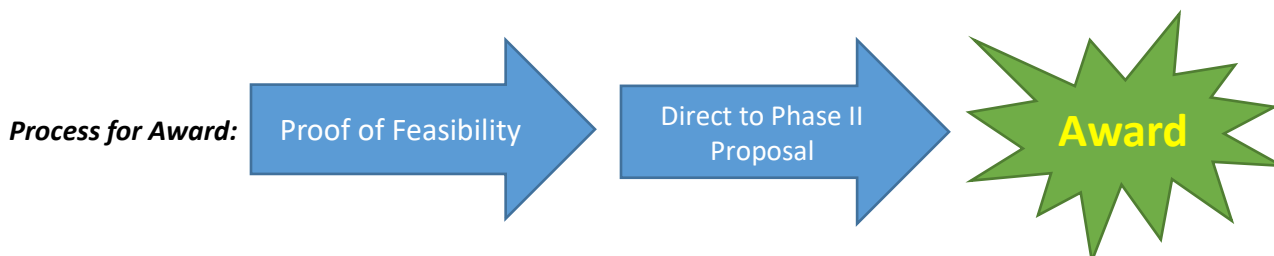 Process for Award:
Proof of Feasibility
Direct to Phase II
Proposal
Award